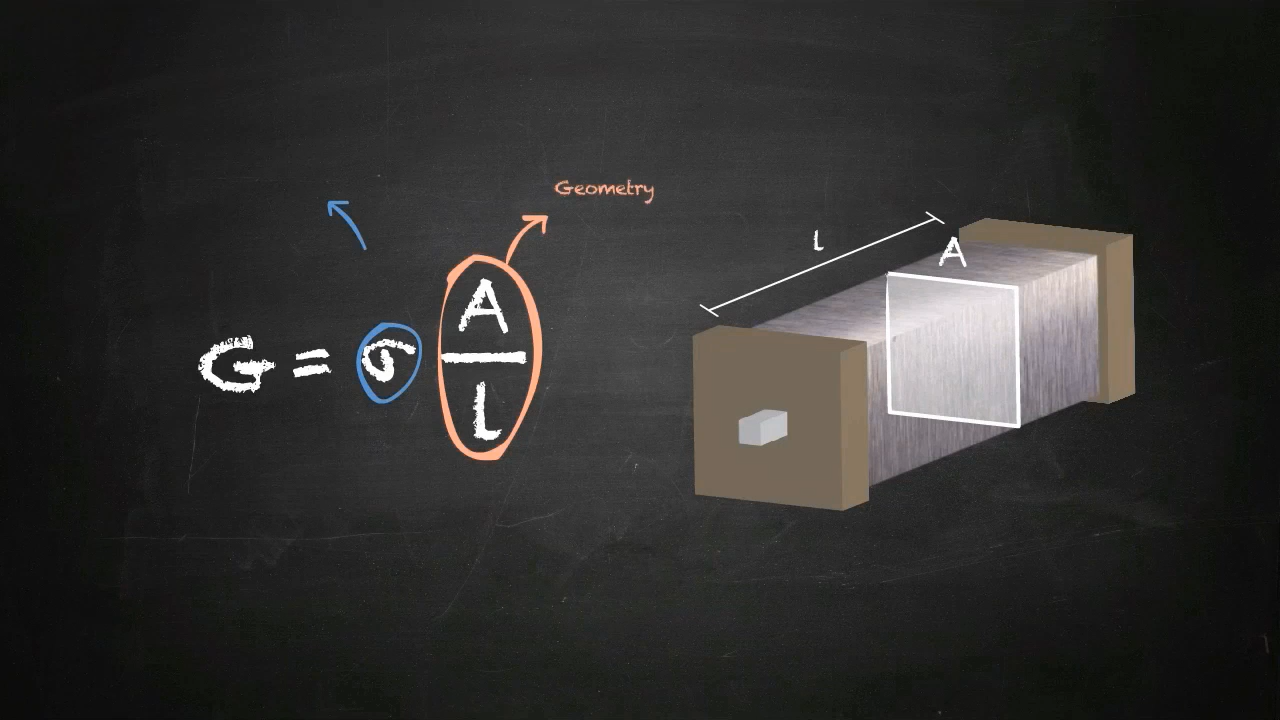 Geometry
G = σ A
L
L
A